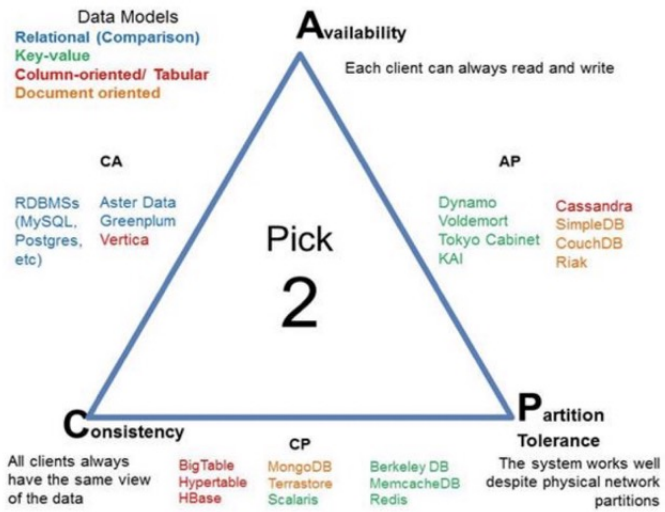 Data Models
Relational (Comparison)
Key-value
Column-oriented/ Tabular
Document oriented
Availability
Each client can always read and write
CA
RDBMSs
(MySQL,
Postgres,
etc)
Aster Data
Greenplum
Vertica
AP
Dynamo
Voldemort
Tokyo Cabinet
KAI
Cassandra
SimpleDB
CouchDB
Riak
Pick
2
Consistency
All clients always
have the same view
of the data
CP
BigTable
Hypertable
HBase
MongoDB
Terrastore
Scalaris
Berkeley DB
MemcacheDB
Redis
Partition
Tolerance
The system works well
despite physical network
partitions